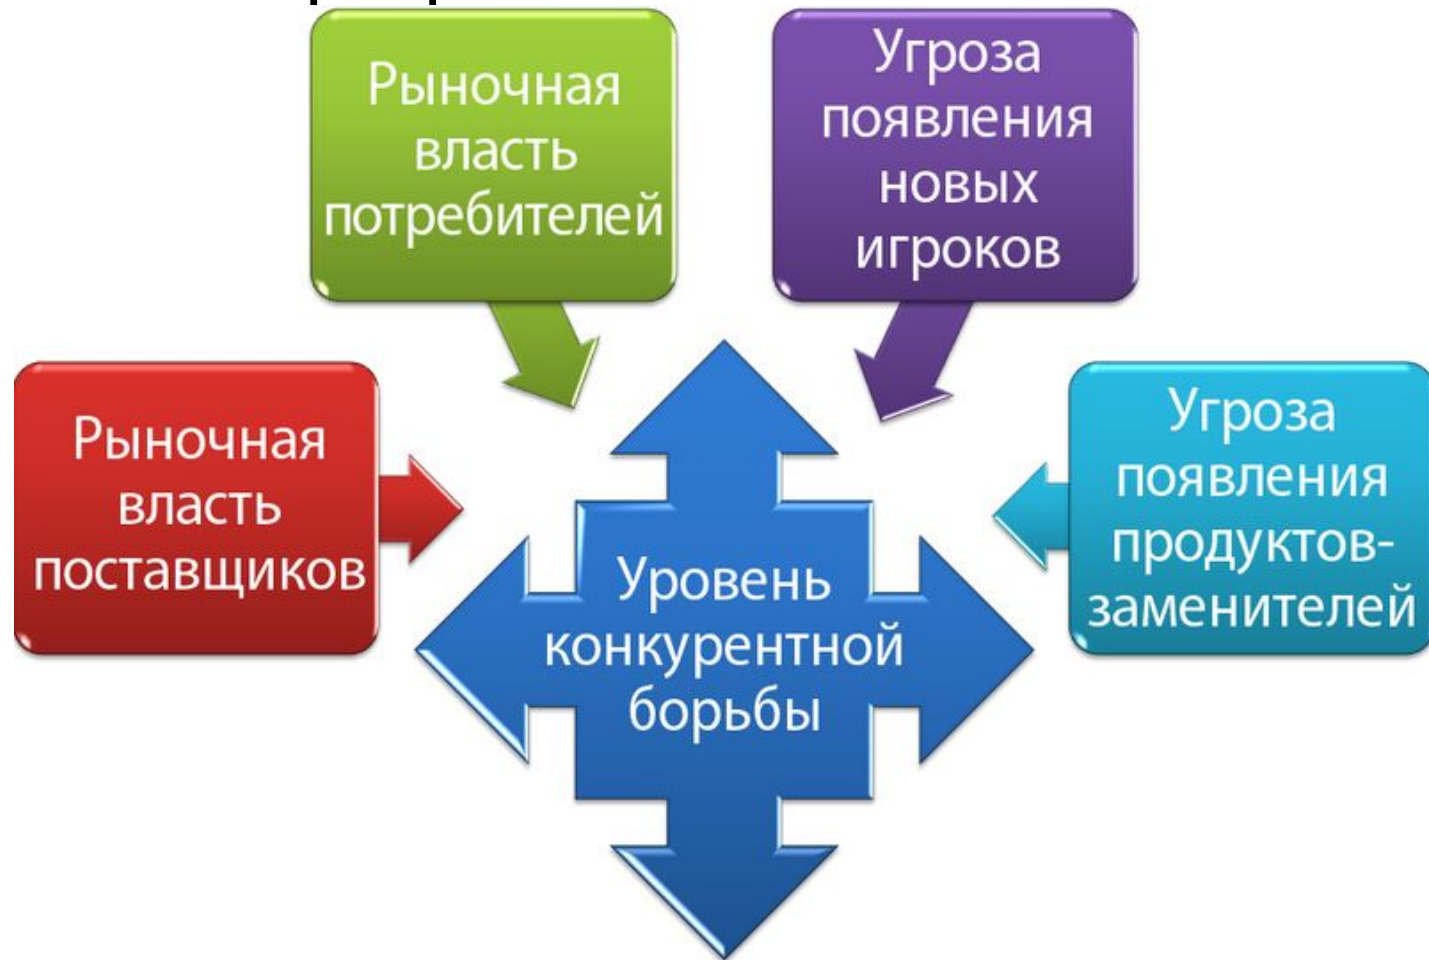 Рыночная
власть
потребителей
Угроза
появления
новых
игроков
Рыночная
власть
поставщиков
Угроза
появления
продуктов-
заменителей
Уровень
конкурентной
борьбы